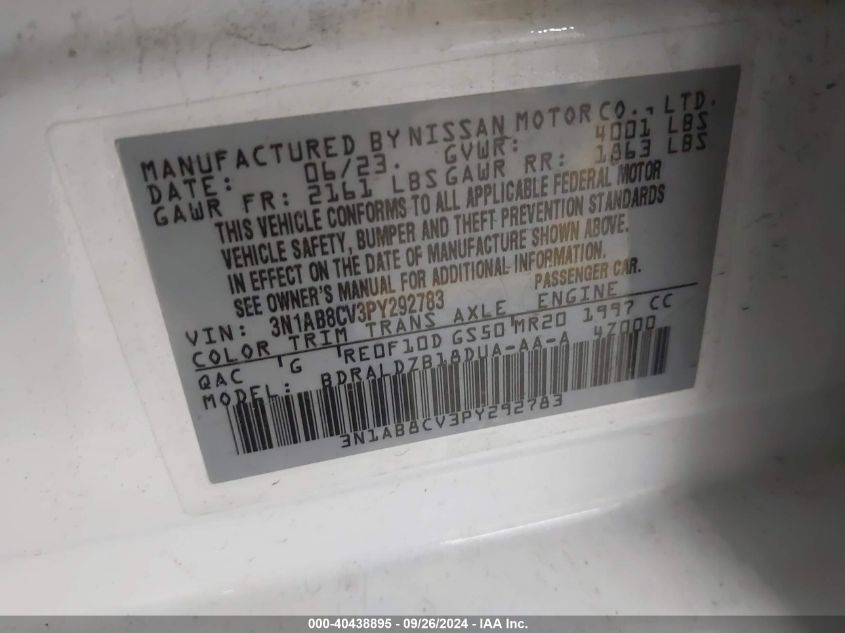 MANUFACTURED BY NISSAN MOTOR CO., LTD.
DATE: 06/23. GVWR: 4001 LBS
GAWR FR: 2161 LBS GAWR RR: 1863 LBS
THIS VEHICLE CONFORMS TO ALL APPLICABLE FEDERAL MOTOR
VEHICLE SAFETY, BUMPER AND THEFT PREVENTION STANDARDS
IN EFFECT ON THE DATE OF MANUFACTURE SHOWN ABOVE.
SEE OWNER'S MANUAL FOR ADDITIONAL INFORMATION.
PASSENGER CAR.
VIN: 3N1AB8CV3PY292783
COLOR TRIM TRANS AXLE ENGINE
QAC G RE0F10D GS50 MR20 1997 CC
MODEL: BDRALDZB18DUA-AA-A 4Z000
3N1AB8CV3PY292783
000-40438895 - 09/26/2024 - IAA Inc.